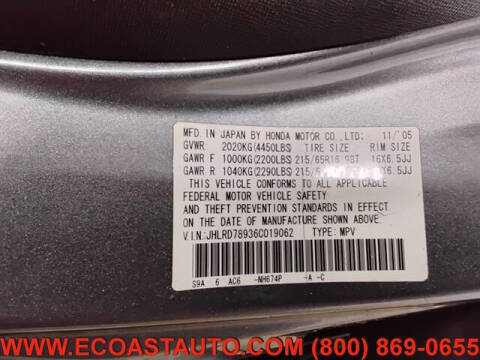 MFD. IN JAPAN BY HONDA MOTOR CO., LTD: 11/'05
GVWR 2020KG(4450LBS) TIRE SIZE RIM SIZE
GAWR F 1000KG(2200LBS) 215/65R16 98T 16X6.5JJ
GAWR R 1040KG(2290LBS) 215/ 16X6.5JJ
THIS VEHICLE CONFORMS TO ALL
FEDERAL MOTOR VEHICLE SAFETY
AND THEFT STANDARDS IN EFFECT
ON THE DATE OF MANUFACTURE SHOWN ABOVE.
V.I.N:JHLRD78936C019062 TYPE: MPV
S9A 6 AC6 -NH674P -A -C
WWW.ECOASTAUTO.COM (800) 869-0655